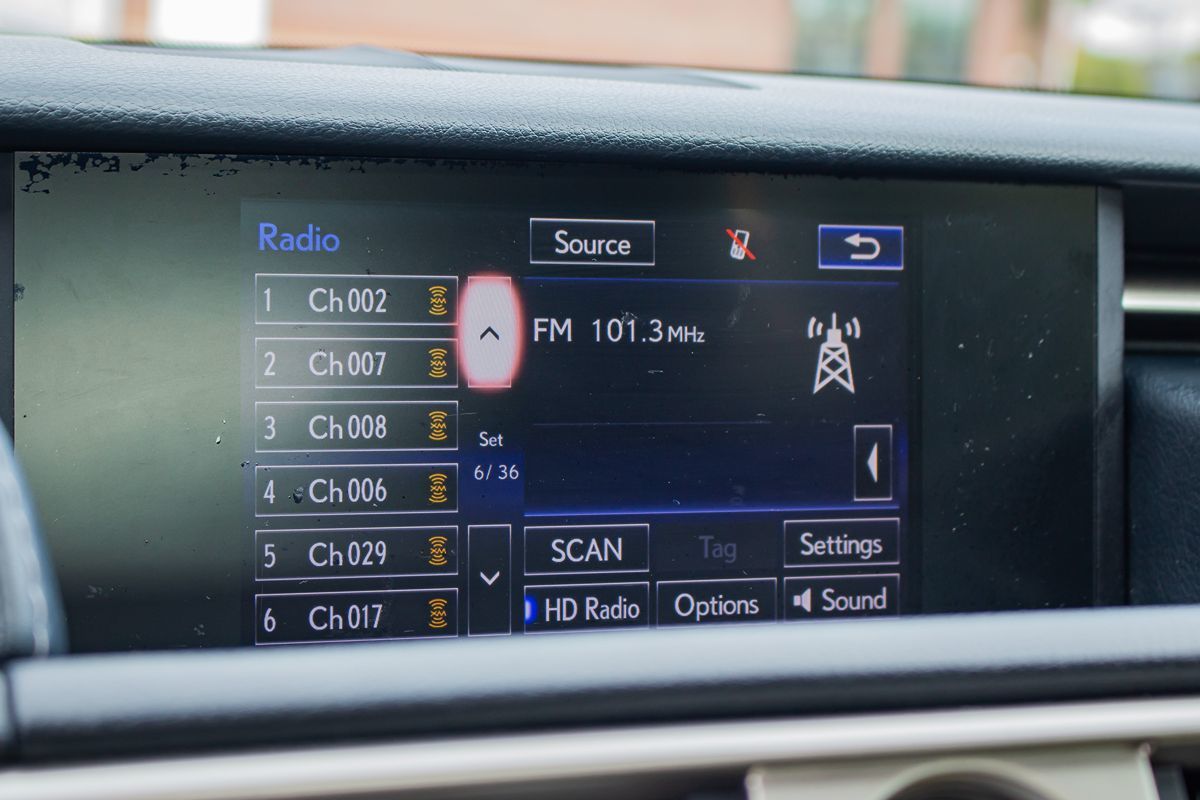 Radio
Source
1 Ch 002
2 Ch 007
3 Ch 008
4 Ch 006
5 Ch 029
6 Ch 017
Set
6/36
FM 101.3 MHz
SCAN
Tag
Settings
HD Radio
Options
Sound